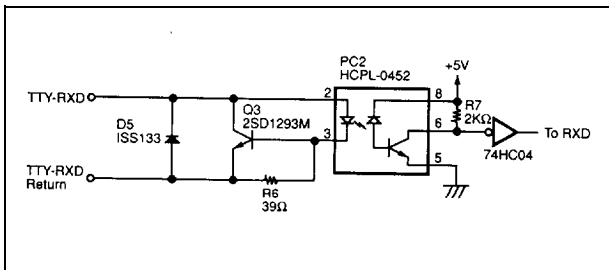 PC2
HCPL-0452
+5V
TTY-RXD
2
8
Q3
2SD1293M
R7
2KΩ
D5
ISS133
6
To RXD
3
74HC04
5
TTY-RXD
Return
R6
39Ω